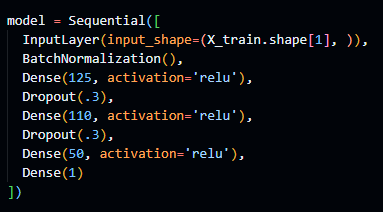 model = Sequential([
  InputLayer(input_shape=(X_train.shape[1], )),
  BatchNormalization(),
  Dense(125, activation='relu'),
  Dropout(.3),
  Dense(110, activation='relu'),
  Dropout(.3),
  Dense(50, activation='relu'),
  Dense(1)
])